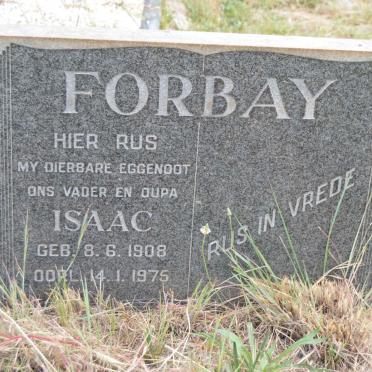 FORBAY
HIER RUS
MY DIERBARE EGGENOOT
ONS VADER EN OUPA
ISAAC
GEB. 8. 6. 1908
OORL. 14. 1. 1975
RUS IN VREDE